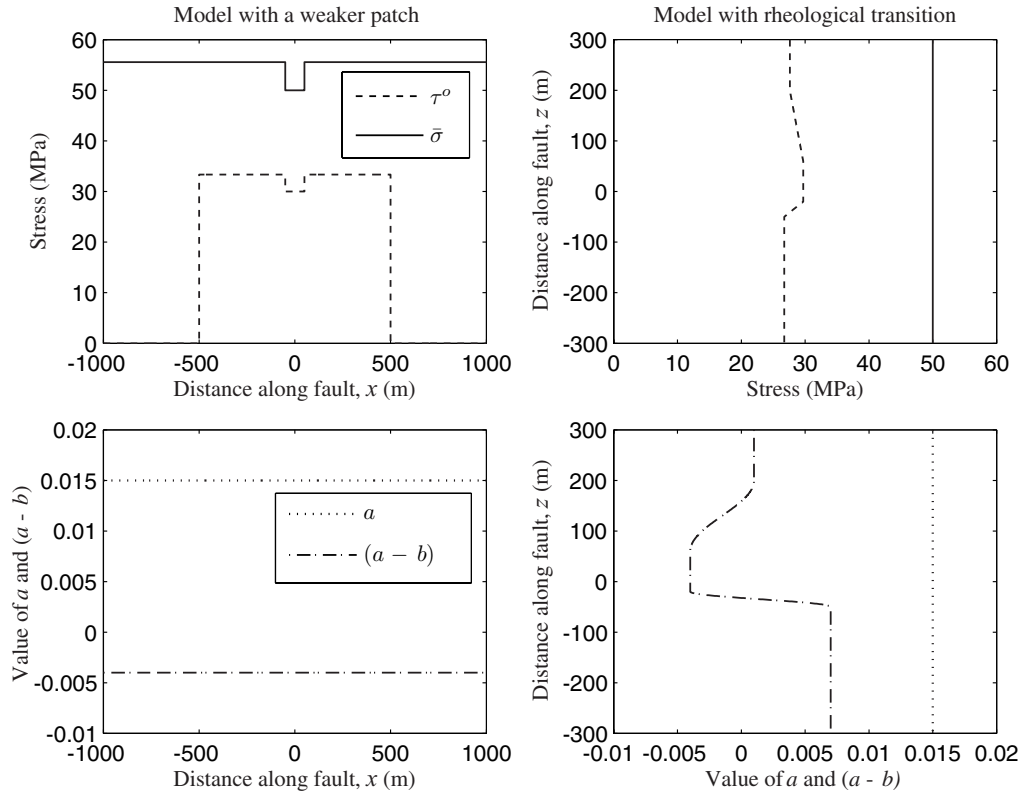 Model with a weaker patch
60
50
40
30
20
10
0
Stress (MPa)
τ°
σ̄
-1000 -500 0 500 1000
Distance along fault, x (m)
Model with rheological transition
300
200
100
0
-100
-200
-300
Distance along fault, z (m)
0 10 20 30 40 50 60
Stress (MPa)
0.02
0.015
0.01
0.005
0
-0.005
-0.01
Value of a and (a - b)
a
(a − b)
-1000 -500 0 500 1000
Distance along fault, x (m)
300
200
100
0
-100
-200
-300
Distance along fault, z (m)
-0.01 -0.005 0 0.005 0.01 0.015 0.02
Value of a and (a - b)